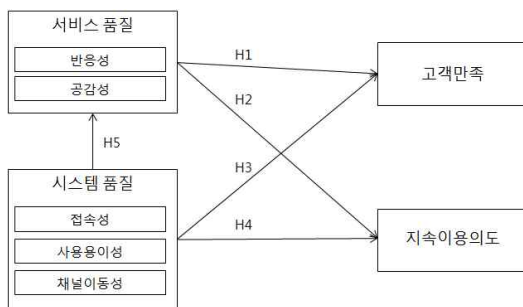 서비스 품질
반응성
공감성
H1
고객만족
H2
H5
H3
시스템 품질
접속성
H4
지속이용의도
사용용이성
채널이동성